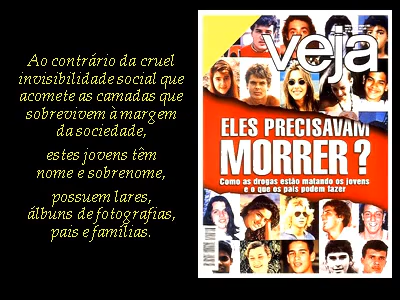 Ao contrário da cruel
invisibilidade social que
acomete as camadas que
sobrevivem à margem
da sociedade,
estes jovens têm
nome e sobrenome,
possuem lares,
álbuns de fotografias,
pais e famílias.
veja
ELES PRECISAVAM
MORRER?
Como as drogas estão matando os jovens
e o que os pais podem fazer